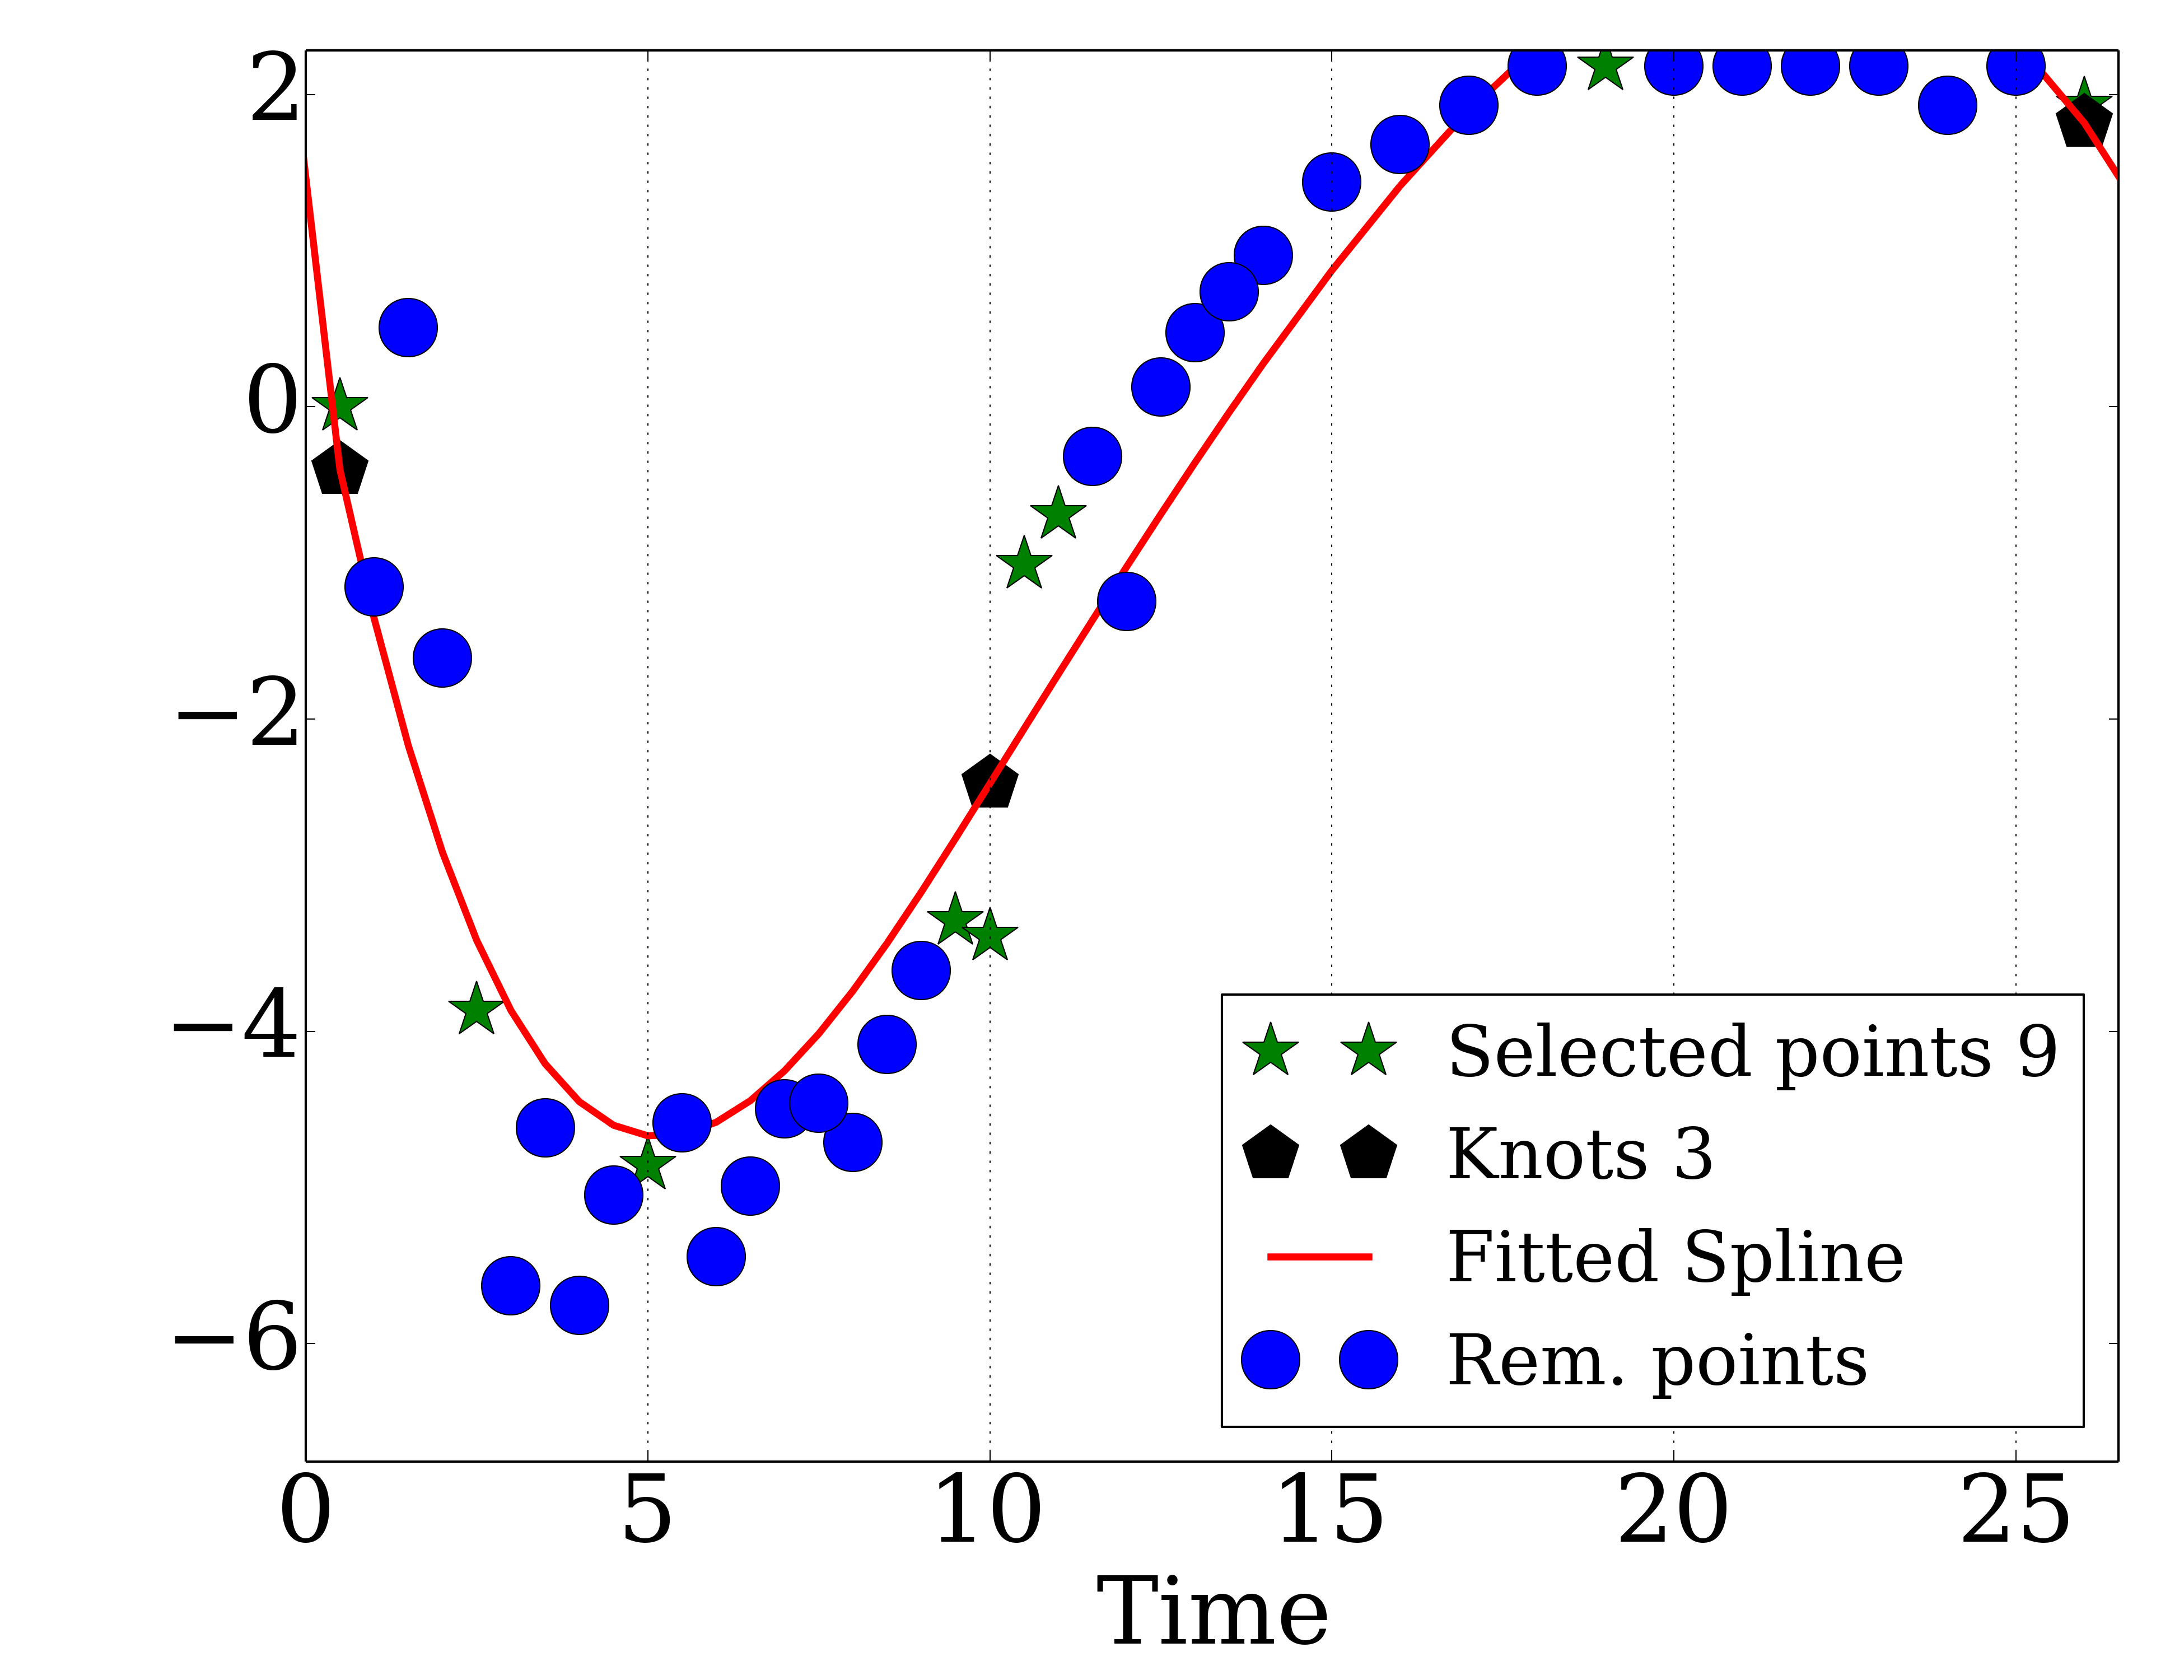 2
0
−2
−4
−6
0 5 10 15 20 25
Time
Selected points 9
Knots 3
Fitted Spline
Rem. points